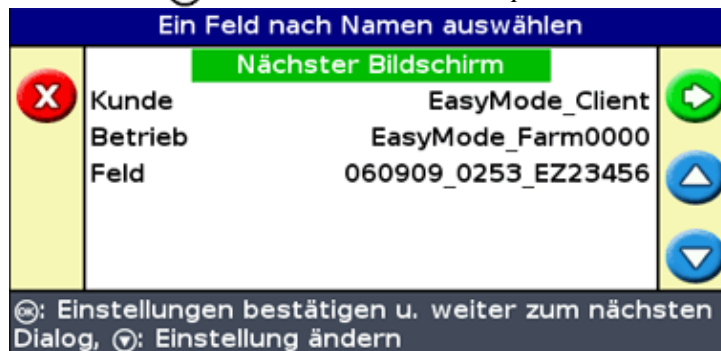 Ein Feld nach Namen auswählen
Nächster Bildschirm
Kunde EasyMode_Client
Betrieb EasyMode_Farm0000
Feld 060909_0253_EZ23456
OK: Einstellungen bestätigen u. weiter zum nächsten
Dialog, : Einstellung ändern